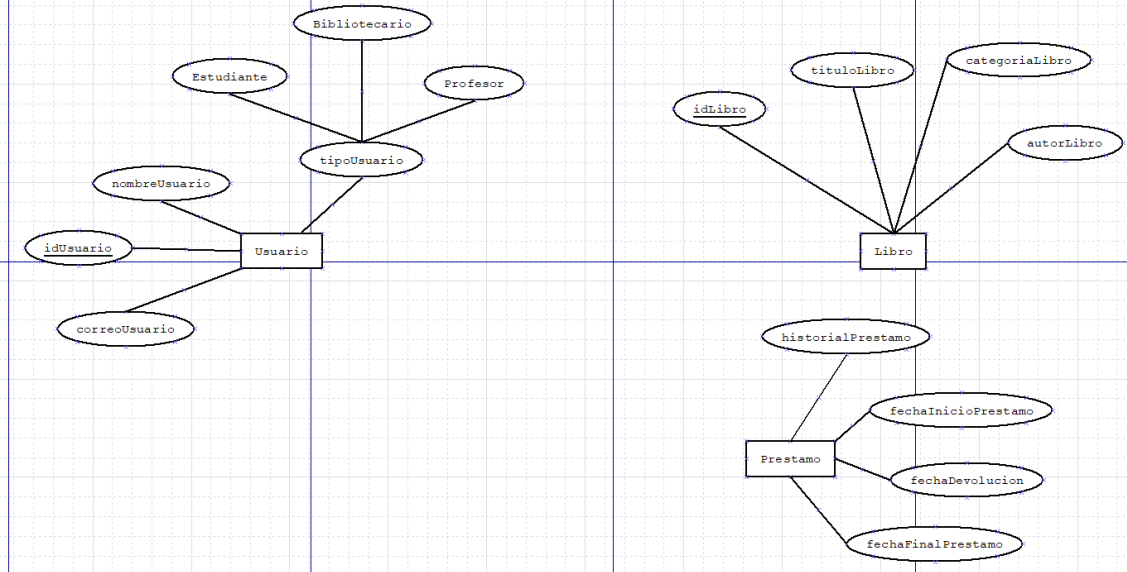 Bibliotecario
Estudiante
Profesor
tipoUsuario
nombreUsuario
idUsuario
Usuario
correoUsuario
tituloLibro
categoriaLibro
idLibro
autorLibro
Libro
historialPrestamo
fechaInicioPrestamo
Prestamo
fechaDevolucion
fechaFinalPrestamo